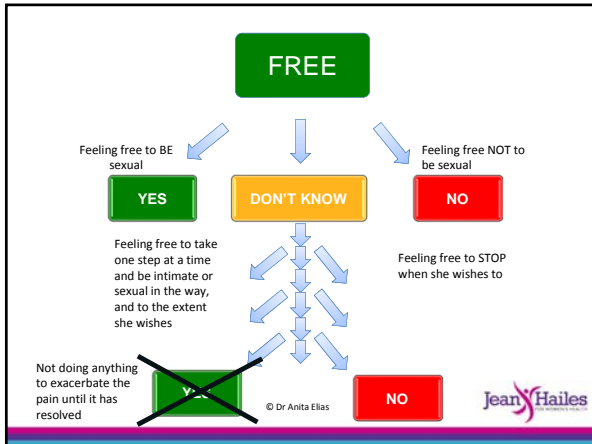 FREE
Feeling free to BE
sexual
Feeling free NOT to
be sexual
YES
DON'T KNOW
NO
Feeling free to take
one step at a time
and be intimate or
sexual in the way,
and to the extent
she wishes
Feeling free to STOP
when she wishes to
Not doing anything
to exacerbate the
pain until it has
resolved
YES
© Dr Anita Elias
NO
Jean Hailes
FOR WOMEN'S HEALTH